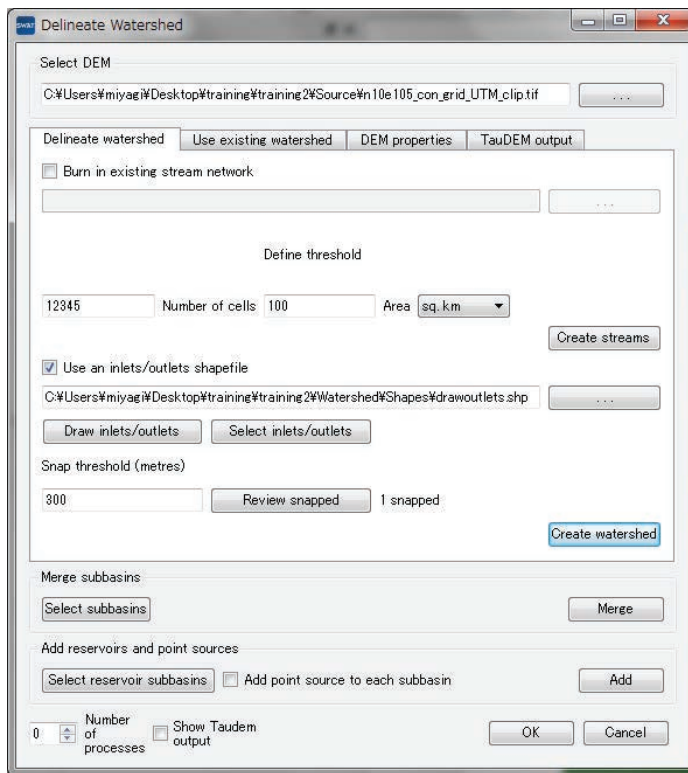 SWAT Delineate Watershed
Select DEM
C:¥Users¥miyagi¥Desktop¥training¥training2¥Source¥n10e105_con_grid_UTM_clip.tif ...
Delineate watershed Use existing watershed DEM properties TauDEM output
Burn in existing stream network
...
Define threshold
12345 Number of cells 100 Area sq.km
Create streams
Use an inlets/outlets shapefile
C:¥Users¥miyagi¥Desktop¥training¥training2¥Watershed¥Shapes¥drawoutlets.shp ...
Draw inlets/outlets Select inlets/outlets
Snap threshold (metres)
300 Review snapped 1 snapped
Create watershed
Merge subbasins
Select subbasins Merge
Add reservoirs and point sources
Select reservoir subbasins Add point source to each subbasin Add
0 Number of processes Show Taudem output OK Cancel